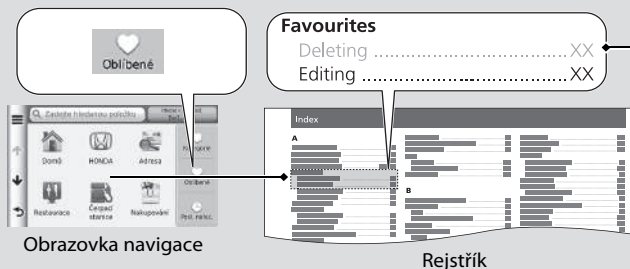 Oblíbené
Favourites
Deleting ........................................ XX
Editing ........................................ XX
Zadejte hledanou položku
Domů
HONDA
Adresa
Kategorie
Oblíbené
Restaurace
Čerpací stanice
Nakupování
Index
A
B
Obrazovka navigace
Rejstřík